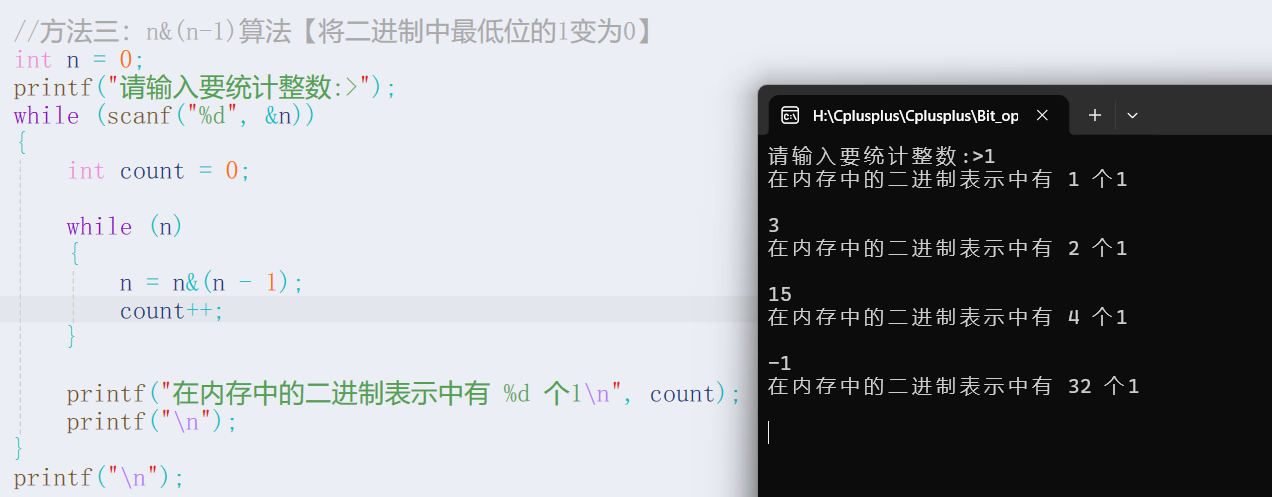 //方法三：n&(n-1)算法【将二进制中最低位的1变为0】
int n = 0;
printf("请输入要统计整数:>");
while (scanf("%d", &n))
{
    int count = 0;
    while (n)
    {
        n = n&(n - 1);
        count++;
    }
    printf("在内存中的二进制表示中有 %d 个1\n", count);
    printf("\n");
}
printf("\n");
H:\Cplusplus\Cplusplus\Bit_op
请输入要统计整数:>1
在内存中的二进制表示中有 1 个1
3
在内存中的二进制表示中有 2 个1
15
在内存中的二进制表示中有 4 个1
-1
在内存中的二进制表示中有 32 个1